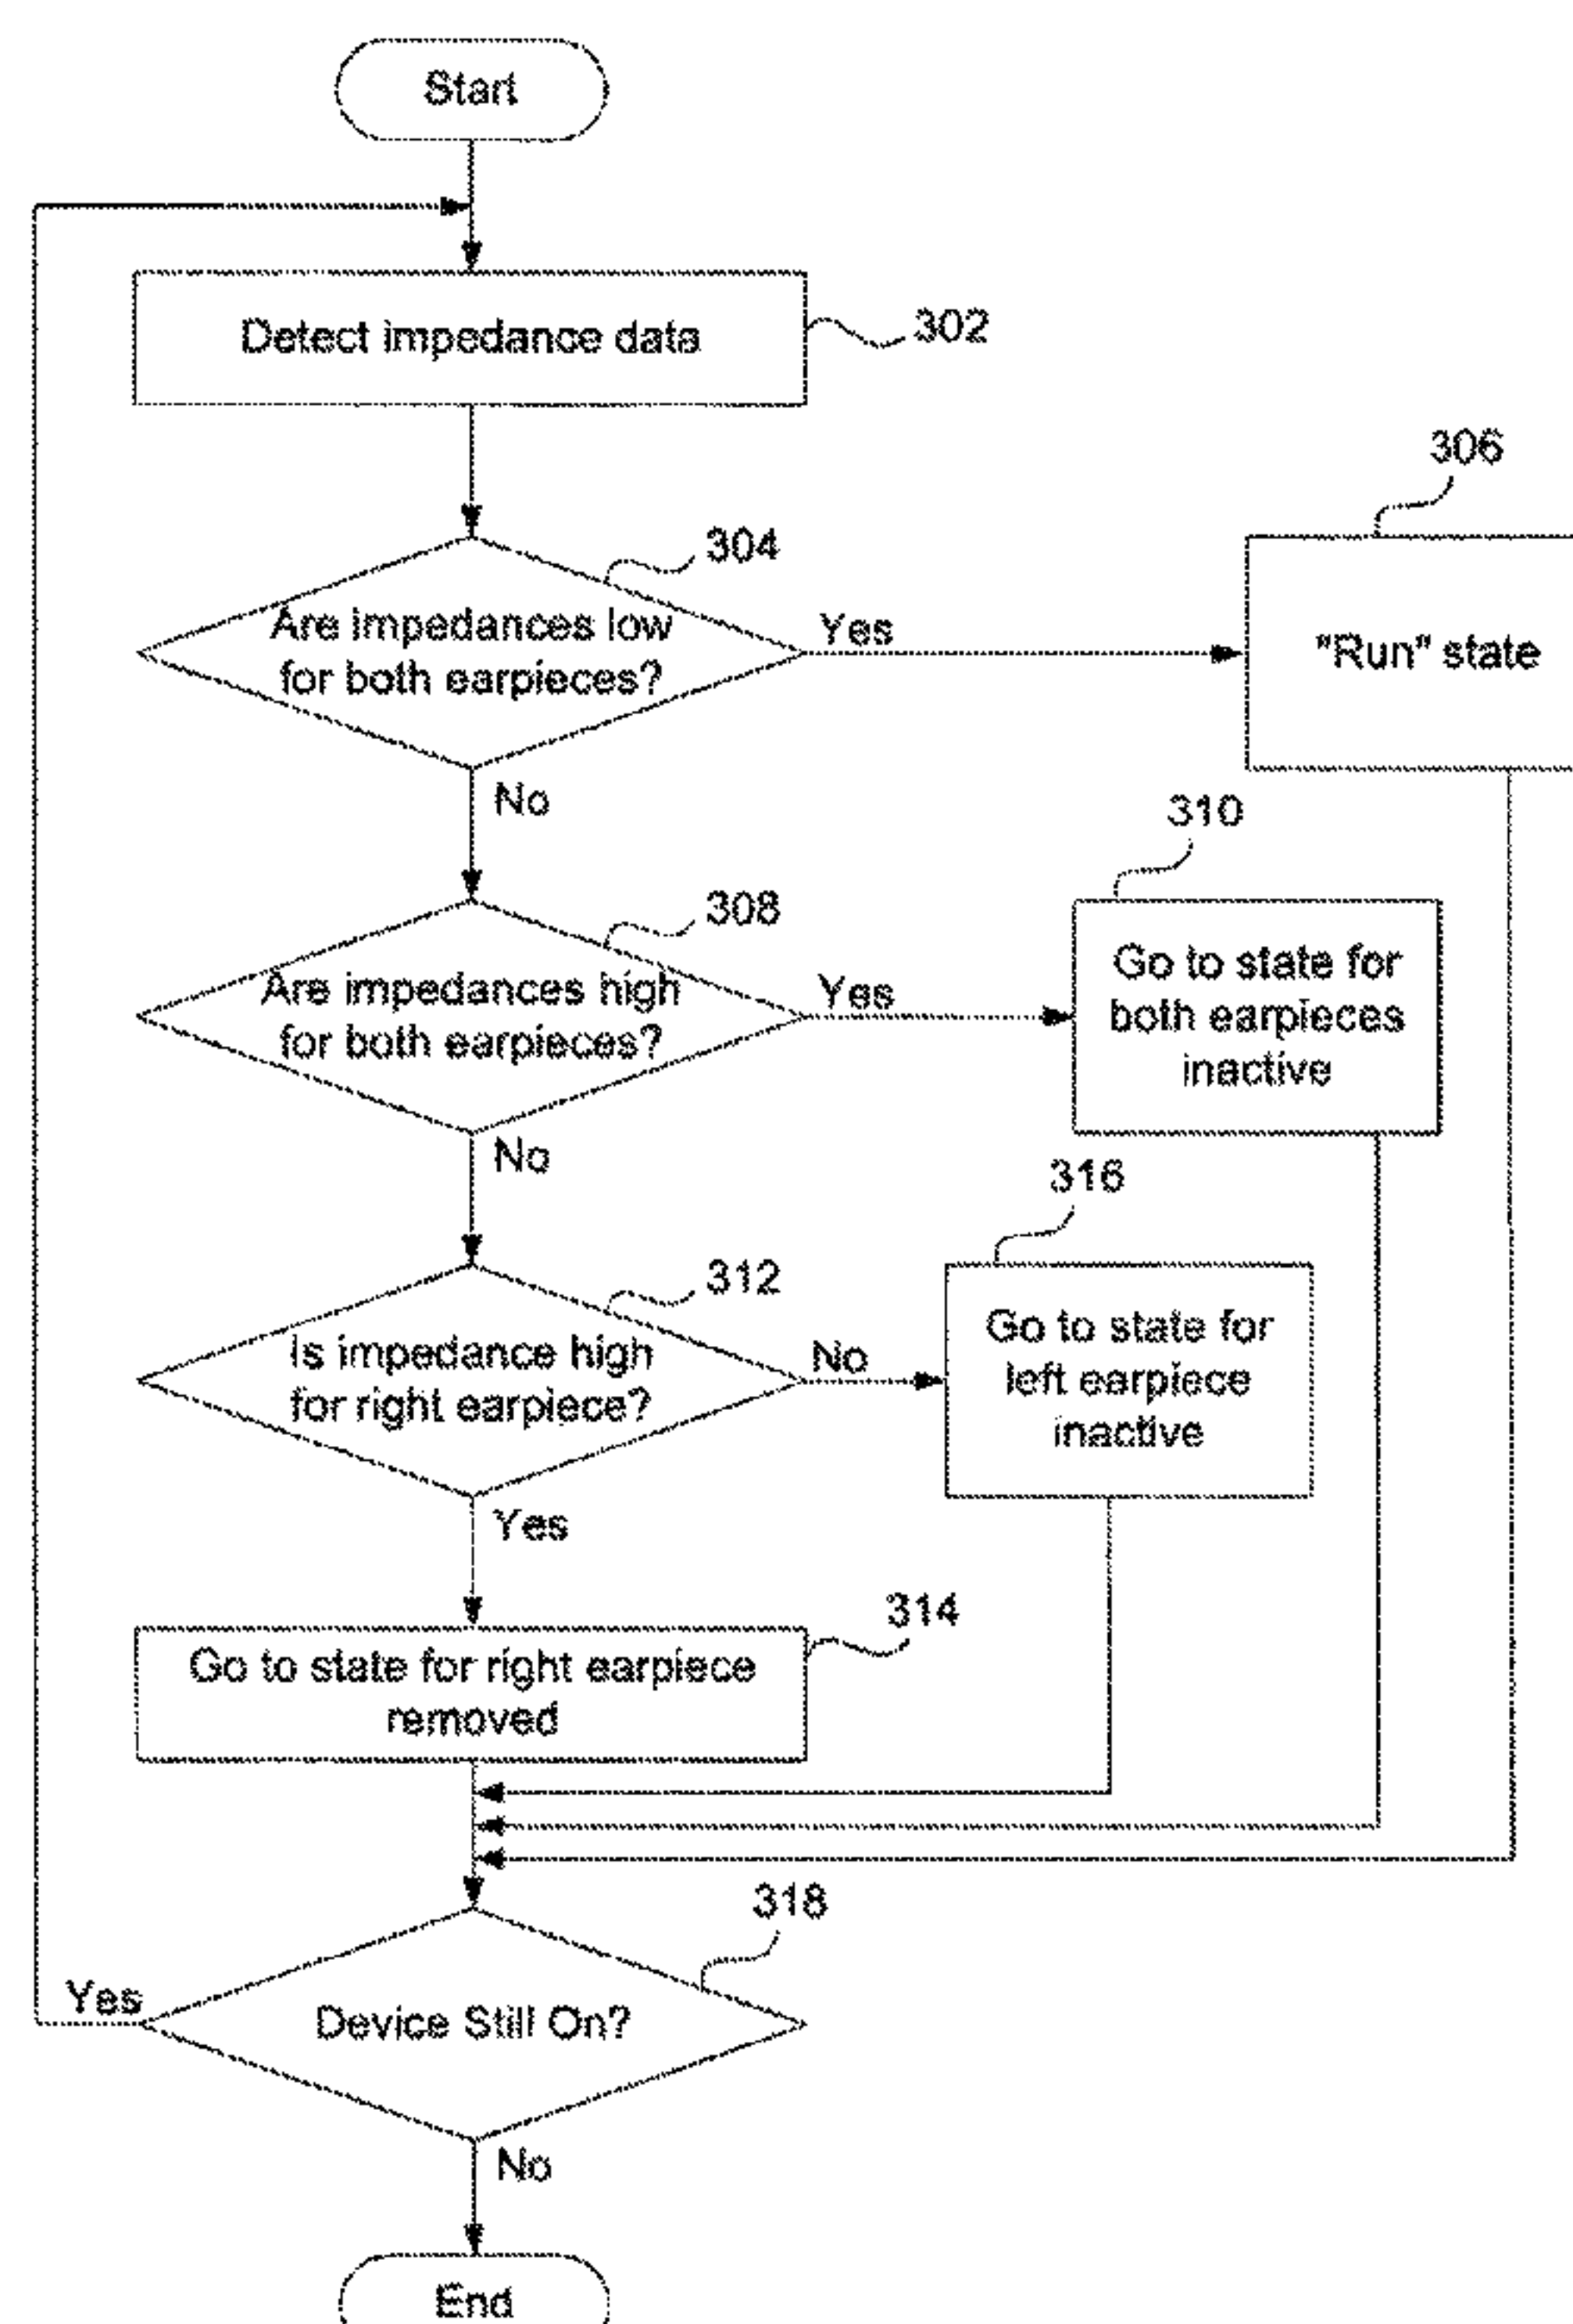 Start
Detect impedance data
302
306
304
Are impedances low
for both earpieces?
Yes
"Run" state
No
310
308
Are impedances high
for both earpieces?
Yes
Go to state for
both earpieces
inactive
No
316
312
Is impedance high
for right earpiece?
No
Go to state for
left earpiece
inactive
Yes
314
Go to state for right earpiece
removed
318
Yes
Device Still On?
No
End